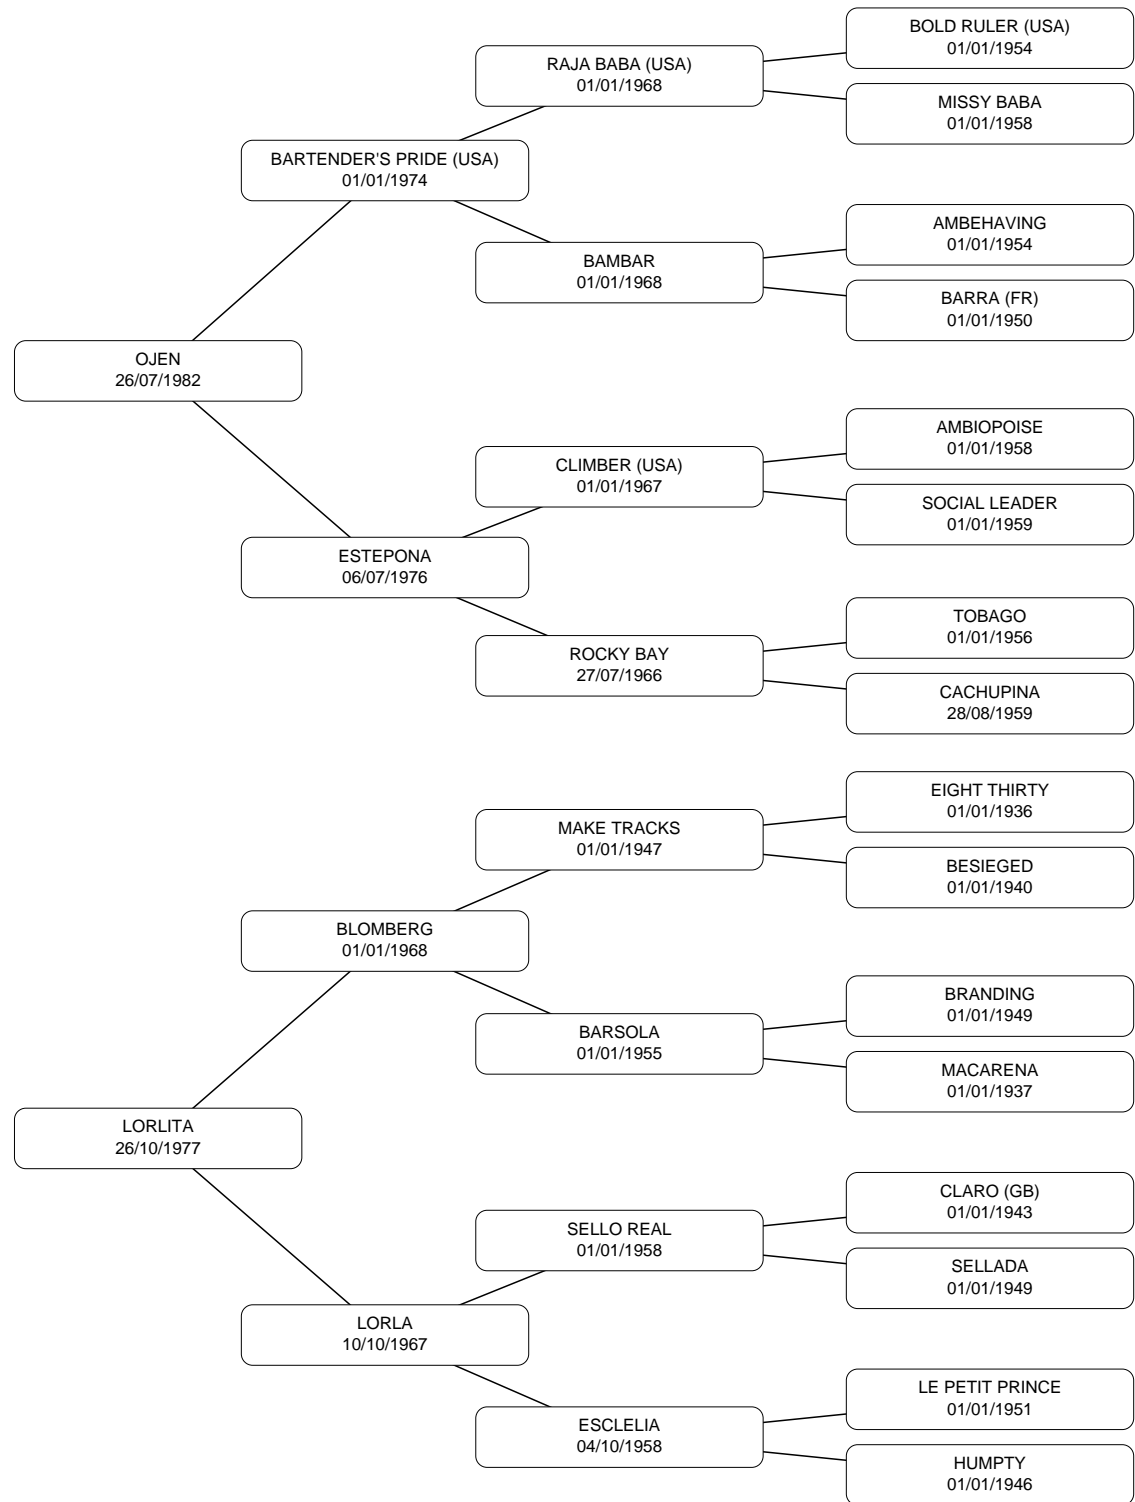 BOLD RULER (USA)
01/01/1954
RAJA BABA (USA)
01/01/1968
MISSY BABA
01/01/1958
BARTENDER'S PRIDE (USA)
01/01/1974
AMBEHAVING
01/01/1954
BAMBAR
01/01/1968
BARRA (FR)
01/01/1950
OJEN
26/07/1982
AMBIOPOISE
01/01/1958
CLIMBER (USA)
01/01/1967
SOCIAL LEADER
01/01/1959
ESTEPONA
06/07/1976
TOBAGO
01/01/1956
ROCKY BAY
27/07/1966
CACHUPINA
28/08/1959
EIGHT THIRTY
01/01/1936
MAKE TRACKS
01/01/1947
BESIEGED
01/01/1940
BLOMBERG
01/01/1968
BRANDING
01/01/1949
BARSOLA
01/01/1955
MACARENA
01/01/1937
LORLITA
26/10/1977
CLARO (GB)
01/01/1943
SELLO REAL
01/01/1958
SELLADA
01/01/1949
LORLA
10/10/1967
LE PETIT PRINCE
01/01/1951
ESCLELIA
04/10/1958
HUMPTY
01/01/1946